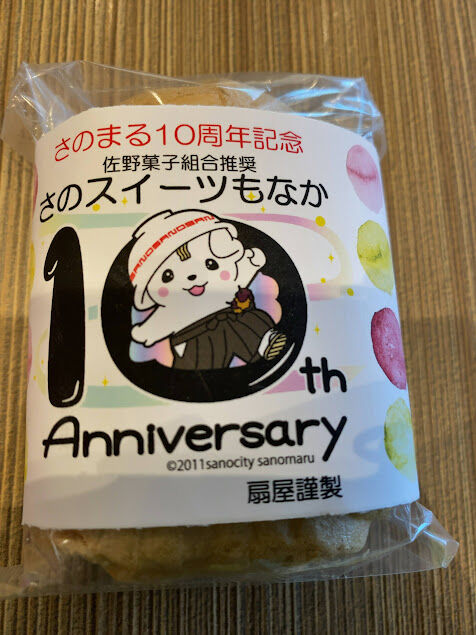 さのまる10周年記念
佐野菓子組合推奨
さのスイーツもなか
SANOSANOSAN
10th
Anniversary
©2011sanocity sanomaru
扇屋謹製